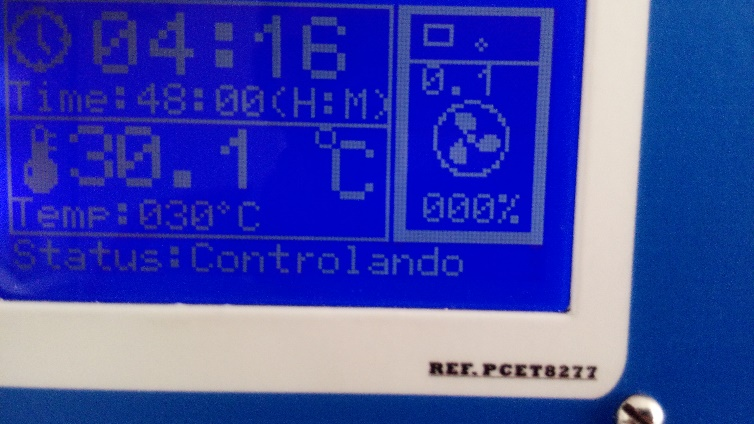 04:16
Time:48:00(H:M)
30.1 °C
Temp:030°C
Status:Controlando
0.1
000%
REF. PCET8277